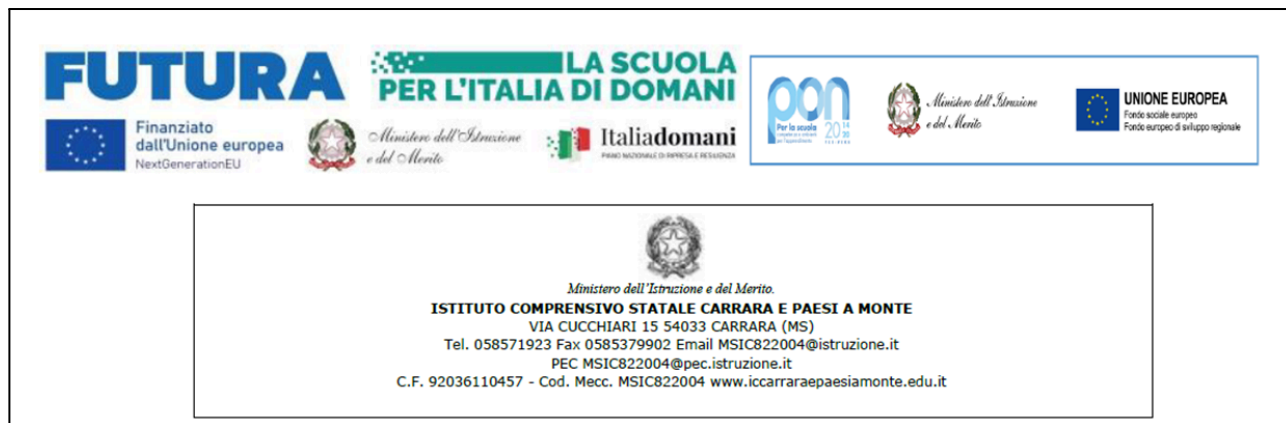 FUTURA
LA SCUOLA
PER L'ITALIA DI DOMANI
Finanziato
dall'Unione europea
NextGenerationEU
Ministero dell'Istruzione
e del Merito
Italiadomani
PIANO NAZIONALE DI RIPRESA E RESILIENZA
pon
Per la scuola
2014
20
Ministero dell'Istruzione
e del Merito
UNIONE EUROPEA
Fondo sociale europeo
Fondo europeo di sviluppo regionale
Ministero dell'Istruzione e del Merito.
ISTITUTO COMPRENSIVO STATALE CARRARA E PAESI A MONTE
VIA CUCCHIARI 15 54033 CARRARA (MS)
Tel. 058571923 Fax 0585379902 Email MSIC822004@istruzione.it
PEC MSIC822004@pec.istruzione.it
C.F. 92036110457 - Cod. Mecc. MSIC822004 www.iccarraraepaesiamonte.edu.it